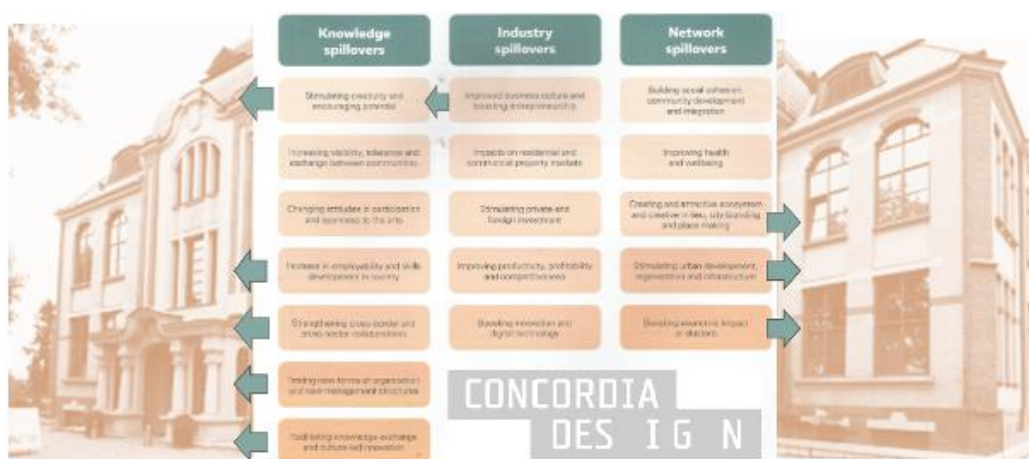 Knowledge
spillovers
Stimulating creativity and
encouraging potential
Increasing visibility, tolerance and
exchange between communities
Changing attitudes in participation
and openness to the arts
Increase in employability and skills
development in society
Strengthening cross-border and
cross-sector collaborations
Testing new forms of organisation
and new management structures
Facilitating knowledge exchange
and culture-led innovation
Industry
spillovers
Improved business culture and
boosting entrepreneurship
Impacts on residential and
commercial property markets
Stimulating private and
foreign investment
Improving productivity, profitability
and competitiveness
Boosting innovation and
digital technology
Network
spillovers
Building social cohesion,
community development
and integration
Improving health
and wellbeing
Creating and attractive ecosystem
and creative milieu, city branding
and place making
Stimulating urban development,
regeneration and infrastructure
Boosting economic impact
or clusters
CONCORDIA
DESIGN